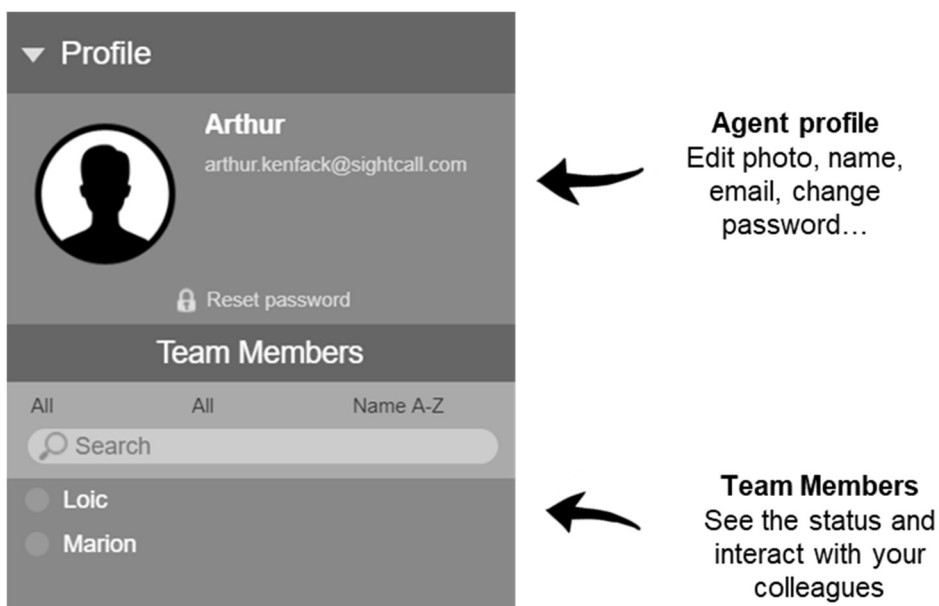 Profile
Arthur
arthur.kenfack@sightcall.com
Reset password
Agent profile
Edit photo, name,
email, change
password…
Team Members
All All Name A-Z
Search
Loic
Marion
Team Members
See the status and
interact with your
colleagues